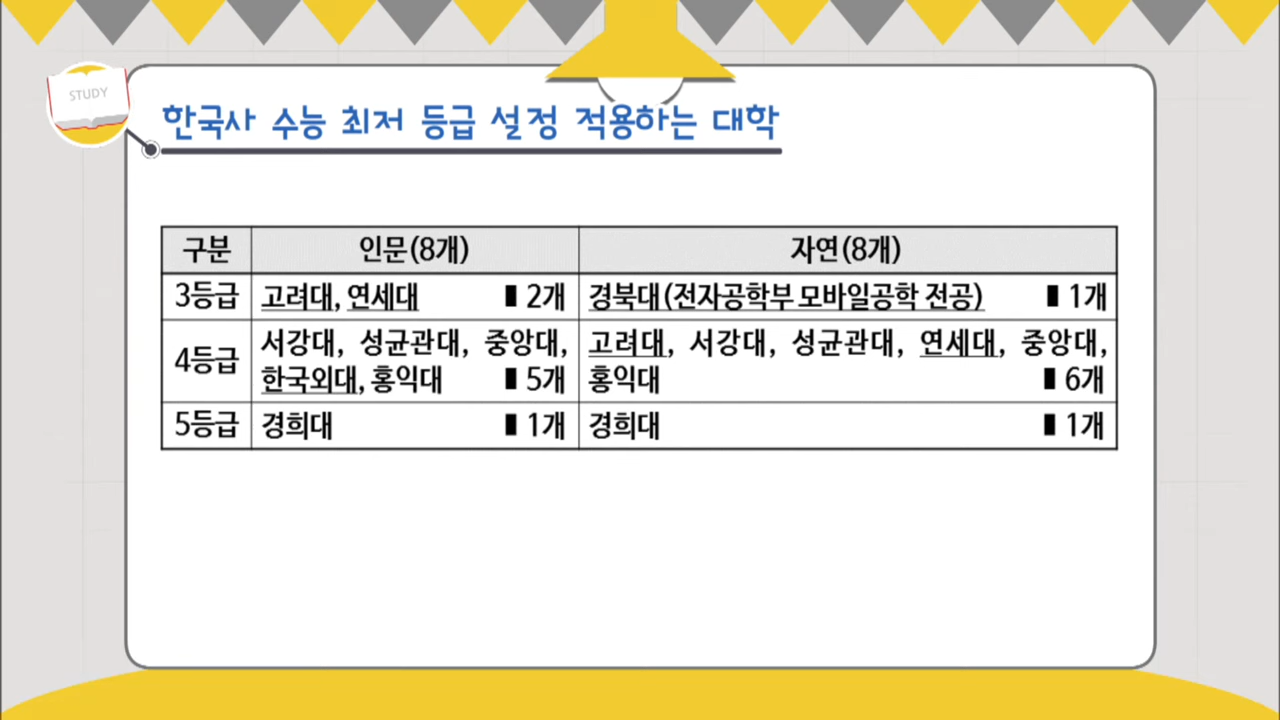 STUDY
한국사 수능 최저 등급 설정 적용하는 대학
구분 인문(8개) 자연(8개)
3등급 고려대, 연세대 ▮ 2개 경북대(전자공학부 모바일공학 전공) ▮ 1개
4등급 서강대, 성균관대, 중앙대, 고려대, 서강대, 성균관대, 연세대, 중앙대,
한국외대, 홍익대 ▮ 5개 홍익대 ▮ 6개
5등급 경희대 ▮ 1개 경희대 ▮ 1개